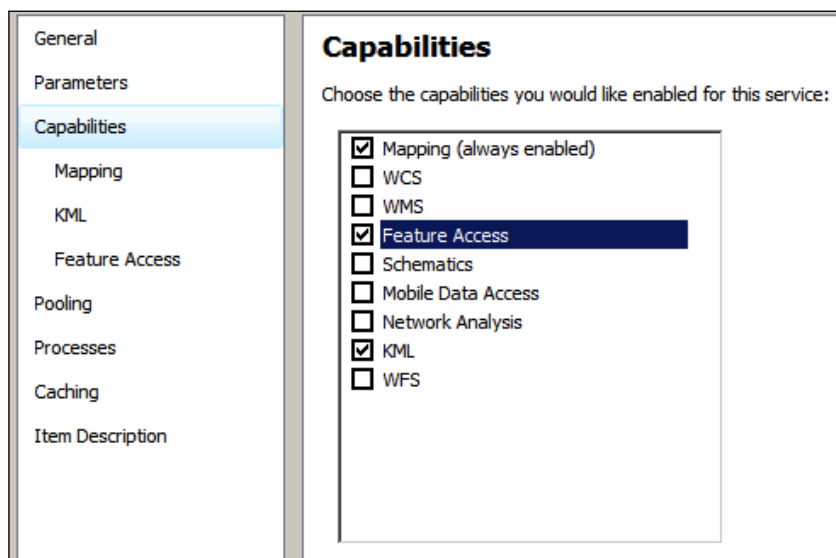 General
Parameters
Capabilities
Mapping
KML
Feature Access
Pooling
Processes
Caching
Item Description
Capabilities
Choose the capabilities you would like enabled for this service:
Mapping (always enabled)
WCS
WMS
Feature Access
Schematics
Mobile Data Access
Network Analysis
KML
WFS